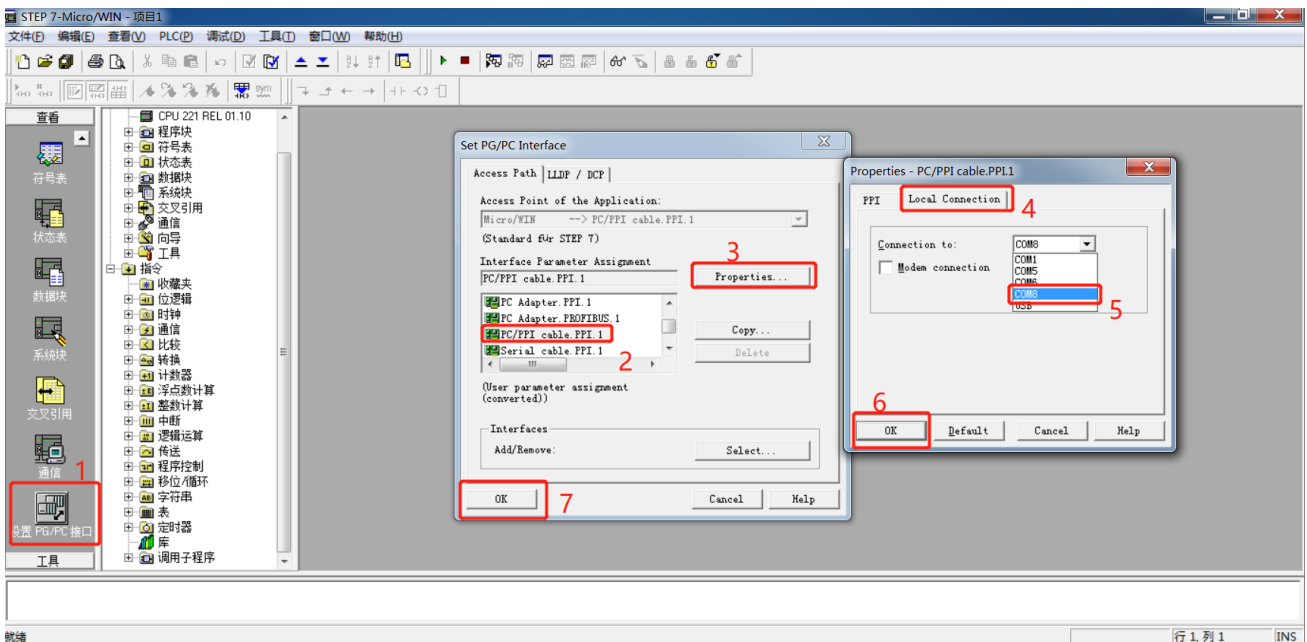 STEP 7-Micro/WIN - 项目1
文件(F) 编辑(E) 查看(V) PLC(P) 调试(D) 工具(T) 窗口(W) 帮助(H)
查看
符号表
状态表
数据块
系统块
交叉引用
通信
1
设置 PG/PC 接口
工具
CPU 221 REL 01.10
程序块
符号表
状态表
数据块
系统块
交叉引用
通信
向导
工具
指令
收藏夹
位逻辑
时钟
通信
比较
转换
计数器
浮点数计算
整数计算
中断
逻辑运算
传送
程序控制
移位/循环
字符串
表
定时器
库
调用子程序
Set PG/PC Interface
Access Path LLDP / DCP
Access Point of the Application:
Micro/WIN --> PC/PPI cable.PPI.1
(Standard für STEP 7)
Interface Parameter Assignment
PC/PPI cable.PPI.1
3
Properties...
PC Adapter.PPI.1
PC Adapter.PROFIBUS.1
PC/PPI cable.PPI.1
Serial cable.PPI.1
2
Copy...
Delete
(User parameter assignment
(converted))
Interfaces
Add/Remove:
Select...
OK
7
Cancel
Help
Properties - PC/PPI cable.PPI.1
PPI Local Connection
4
Connection to:
COM8
Modem connection
COM1
COM5
COM6
COM8
USB
5
6
OK
Default
Cancel
Help
就绪
行 1, 列 1
INS